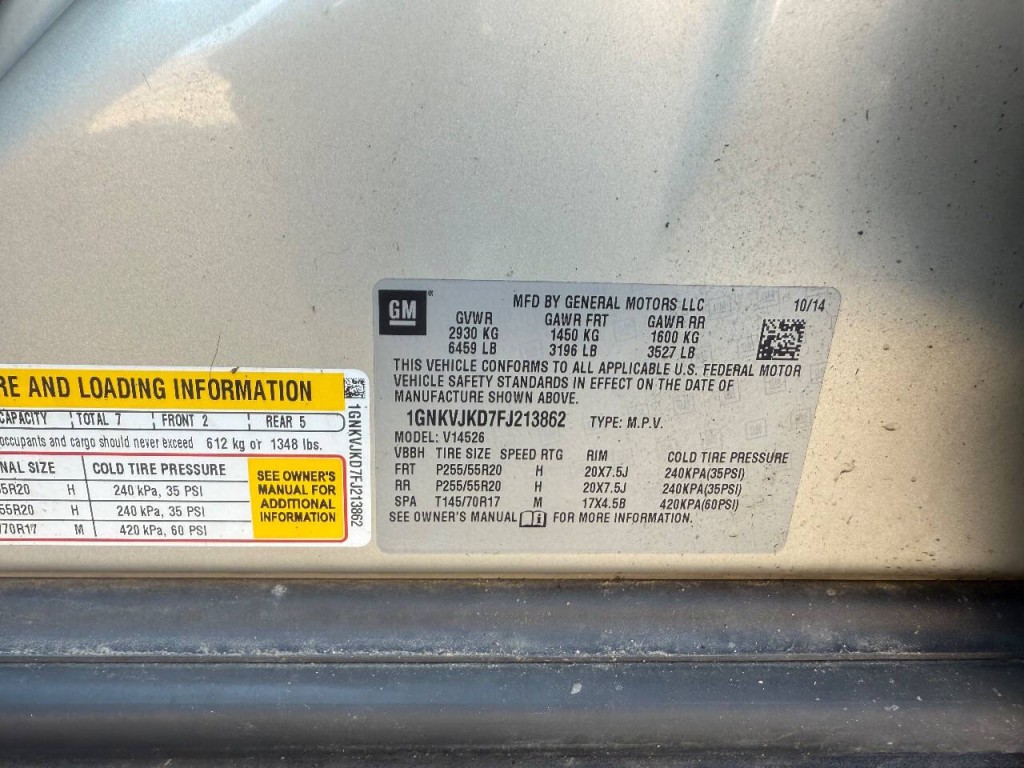 RE AND LOADING INFORMATION
CAPACITY TOTAL 7 FRONT 2 REAR 5
occupants and cargo should never exceed 612 kg or 1348 lbs.
NAL SIZE COLD TIRE PRESSURE
55R20 H 240 kPa, 35 PSI
55R20 H 240 kPa, 35 PSI
/70R17 M 420 kPa, 60 PSI
SEE OWNER'S
MANUAL FOR
ADDITIONAL
INFORMATION
1GNKVJKD7FJ213862
GM ®
MFD BY GENERAL MOTORS LLC 10/14
GVWR GAWR FRT GAWR RR
2930 KG 1450 KG 1600 KG
6459 LB 3196 LB 3527 LB
THIS VEHICLE CONFORMS TO ALL APPLICABLE U.S. FEDERAL MOTOR
VEHICLE SAFETY STANDARDS IN EFFECT ON THE DATE OF
MANUFACTURE SHOWN ABOVE.
1GNKVJKD7FJ213862 TYPE: M.P.V.
MODEL: V14526
VBBH TIRE SIZE SPEED RTG RIM COLD TIRE PRESSURE
FRT P255/55R20 H 20X7.5J 240KPA(35PSI)
RR P255/55R20 H 20X7.5J 240KPA(35PSI)
SPA T145/70R17 M 17X4.5B 420KPA(60PSI)
SEE OWNER'S MANUAL FOR MORE INFORMATION.